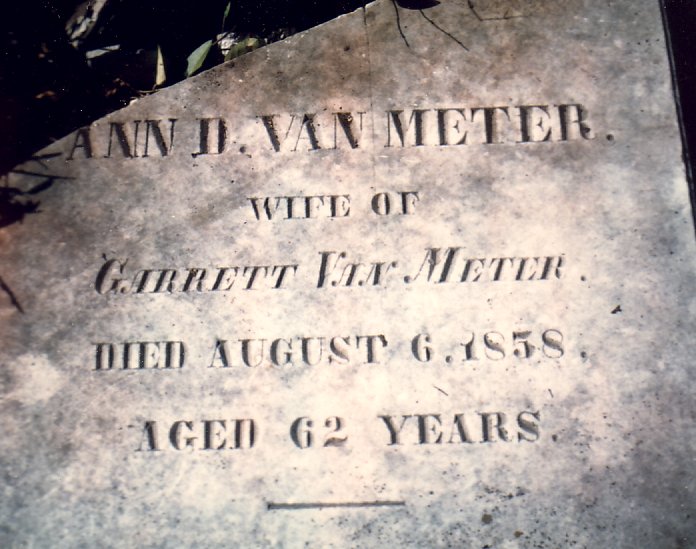 ANN D. VAN METER.
WIFE OF
GARRETT VAN METER.
DIED AUGUST 6. 1858.
AGED 62 YEARS.